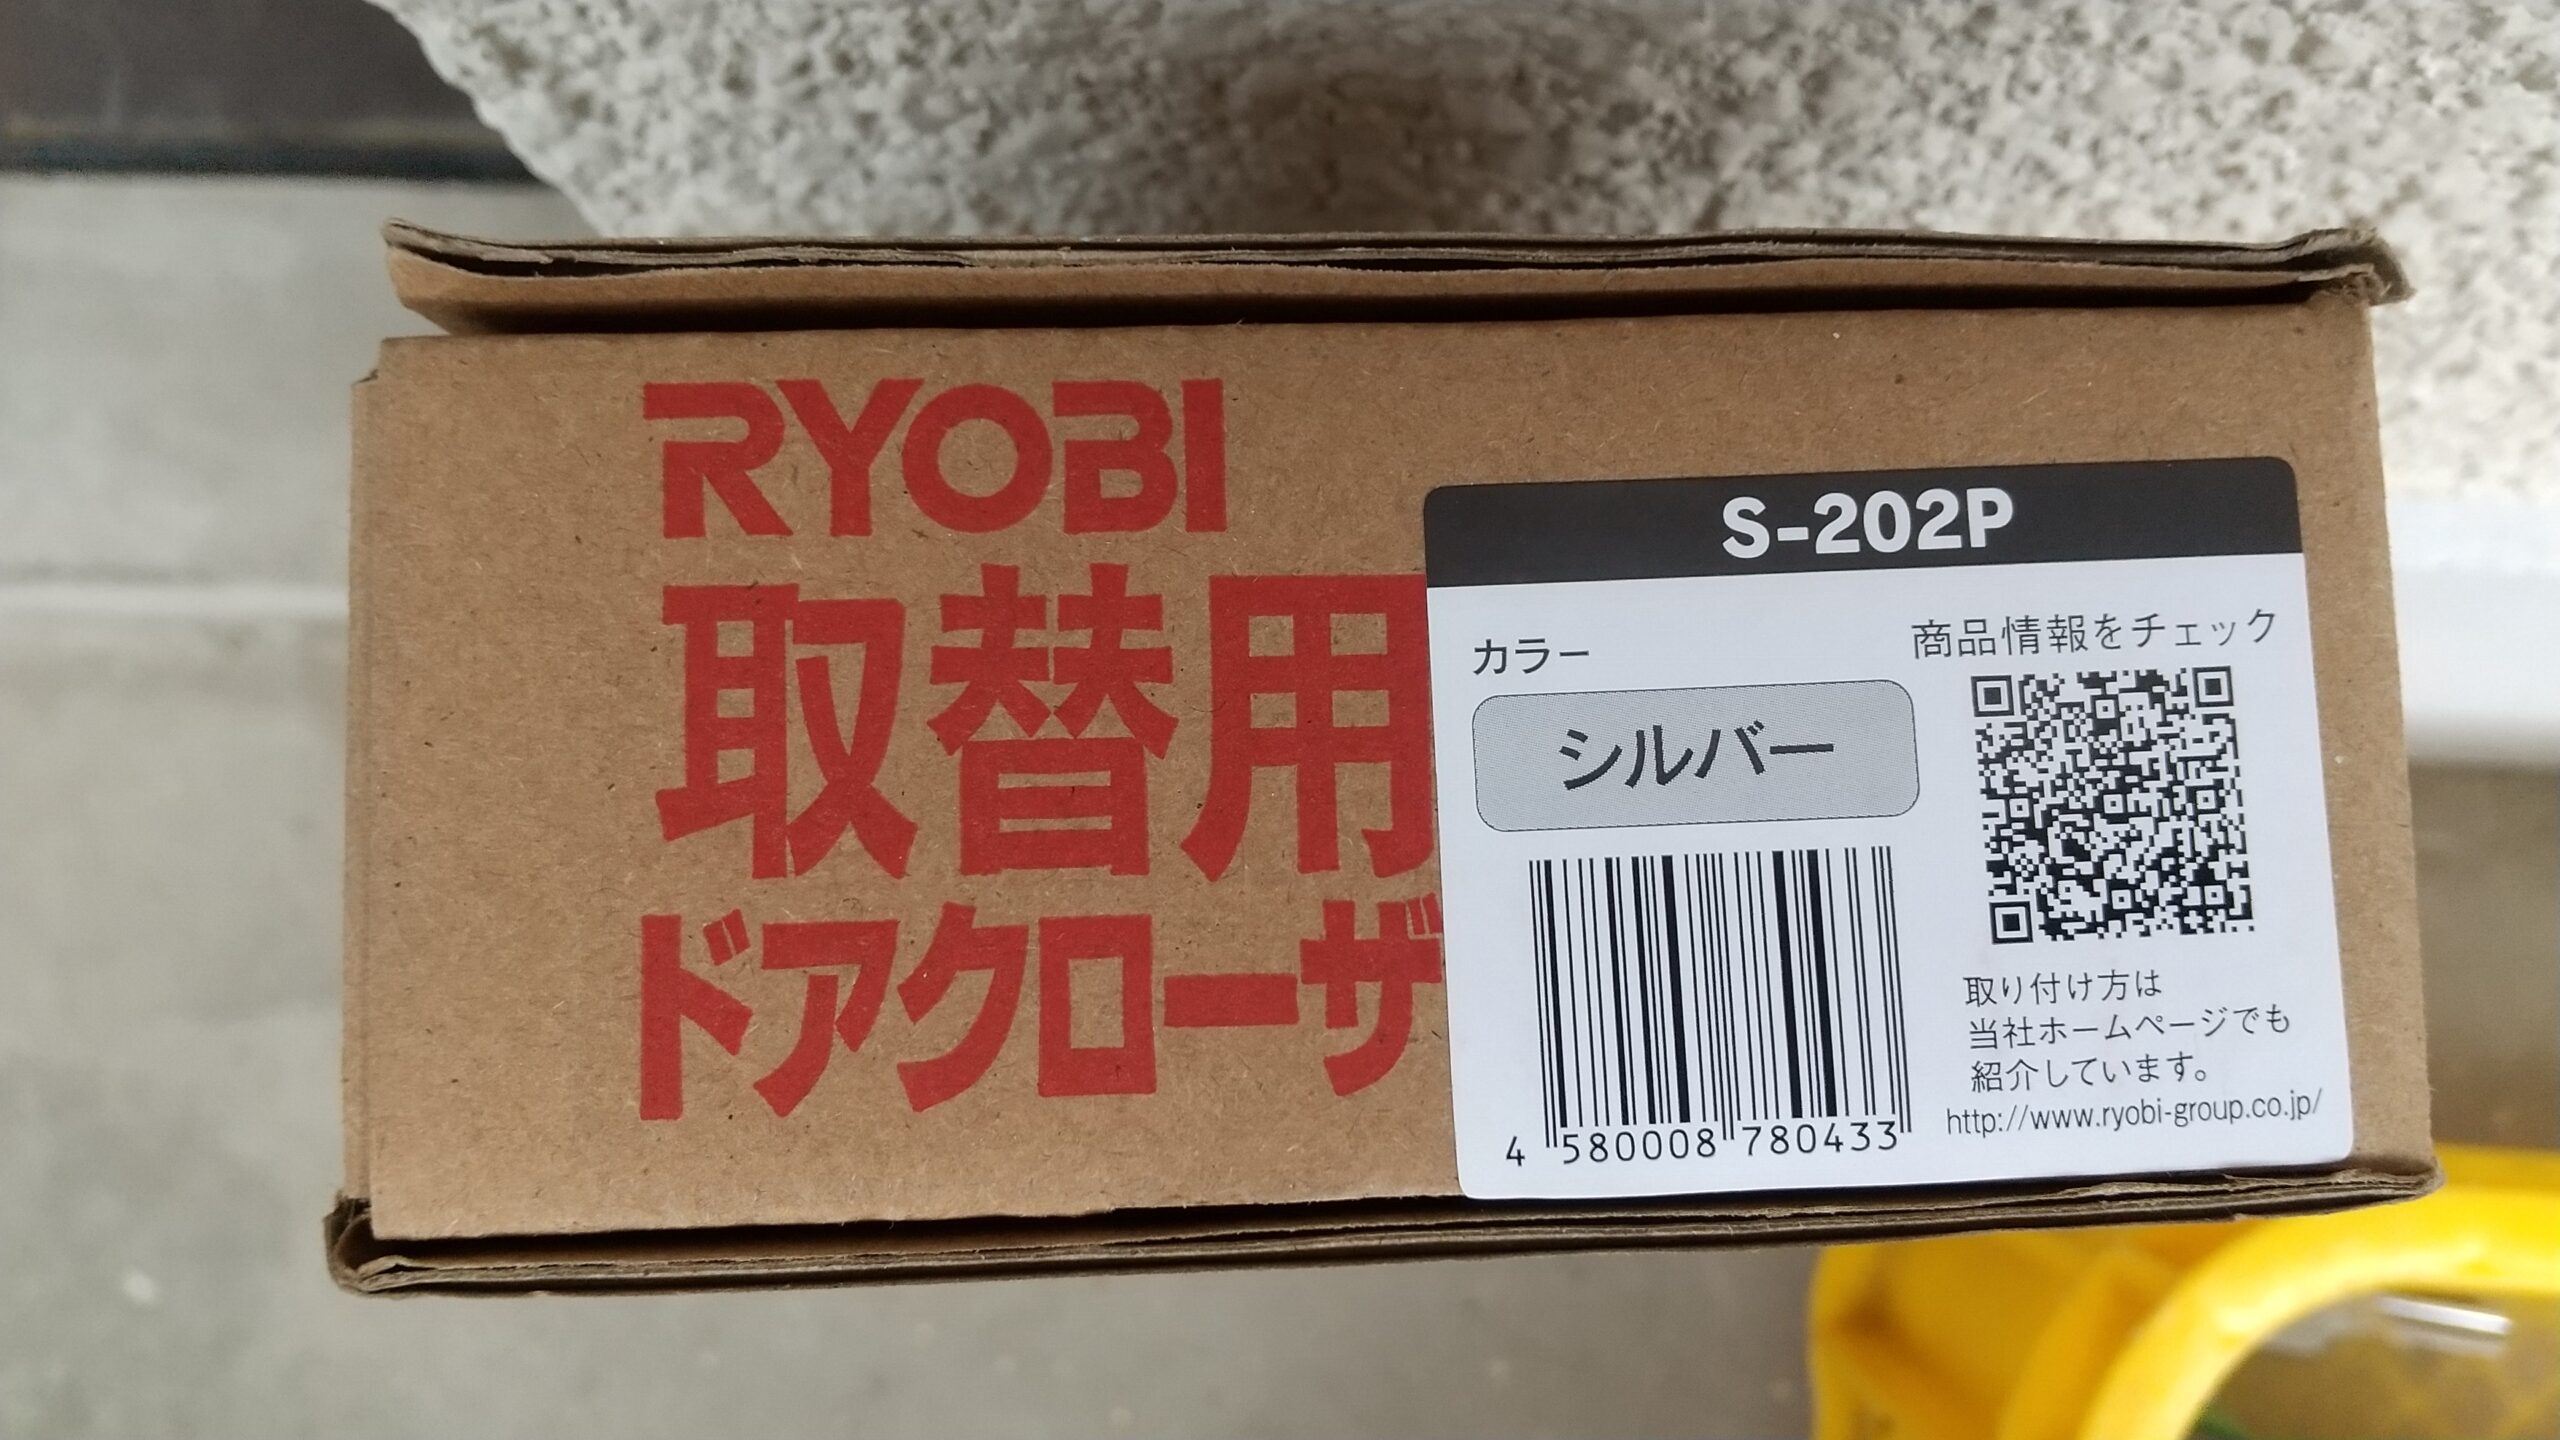 RYOBI
取替用
ドアクローザ
S-202P
カラー
シルバー
商品情報をチェック
取り付け方は
当社ホームページでも
紹介しています。
http://www.ryobi-group.co.jp/
4 580008 780433